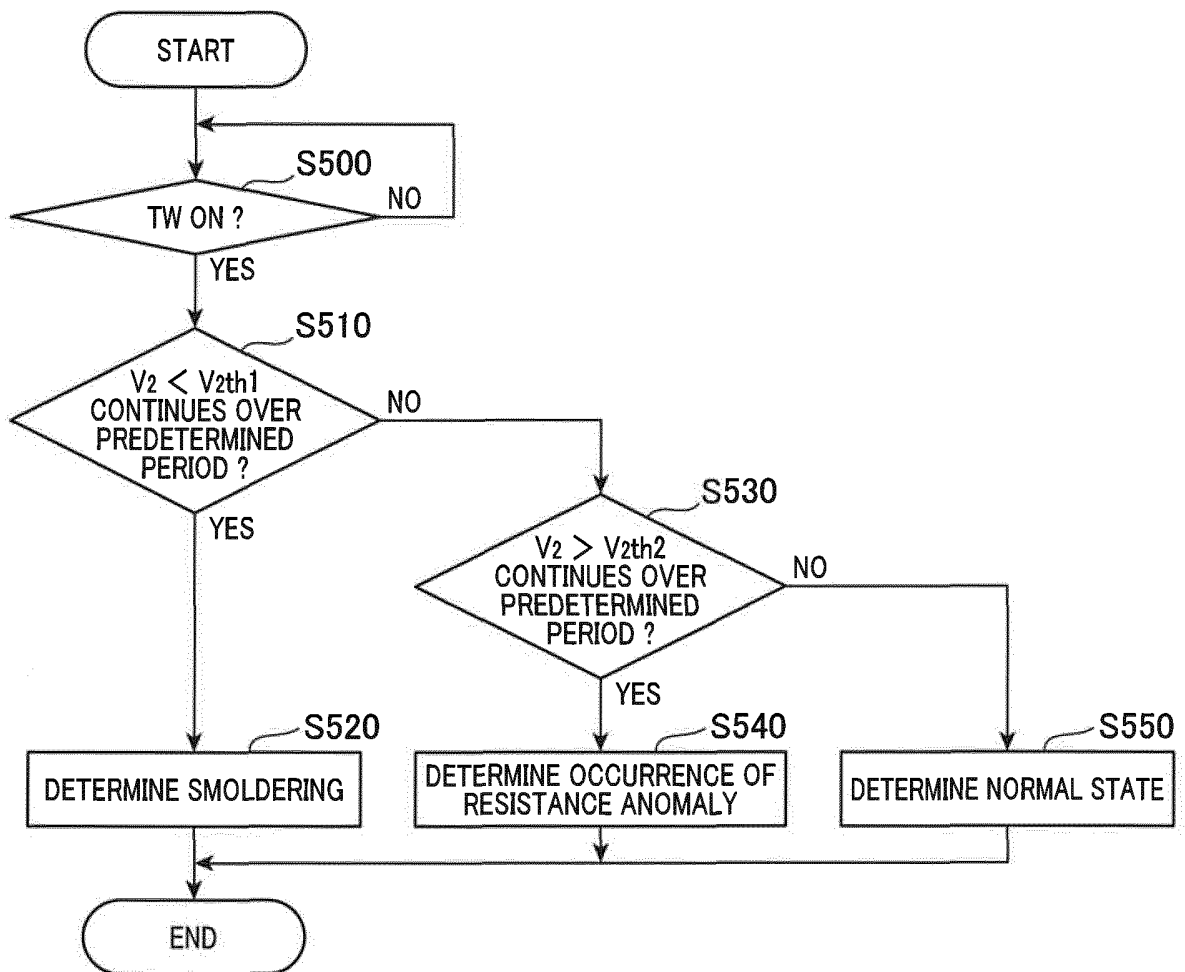 START
S500
TW ON ?
NO
YES
S510
V2 < V2th1
CONTINUES OVER
PREDETERMINED
PERIOD ?
NO
YES
S530
V2 > V2th2
CONTINUES OVER
PREDETERMINED
PERIOD ?
NO
YES
S520
DETERMINE SMOLDERING
S540
DETERMINE OCCURRENCE OF
RESISTANCE ANOMALY
S550
DETERMINE NORMAL STATE
END